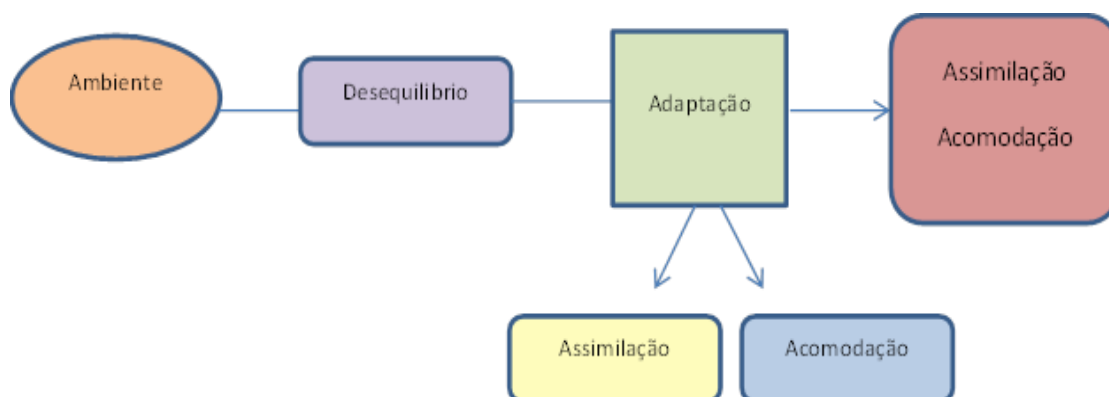 Ambiente
Desequilibrio
Adaptação
Assimilação
Acomodação
Assimilação
Acomodação